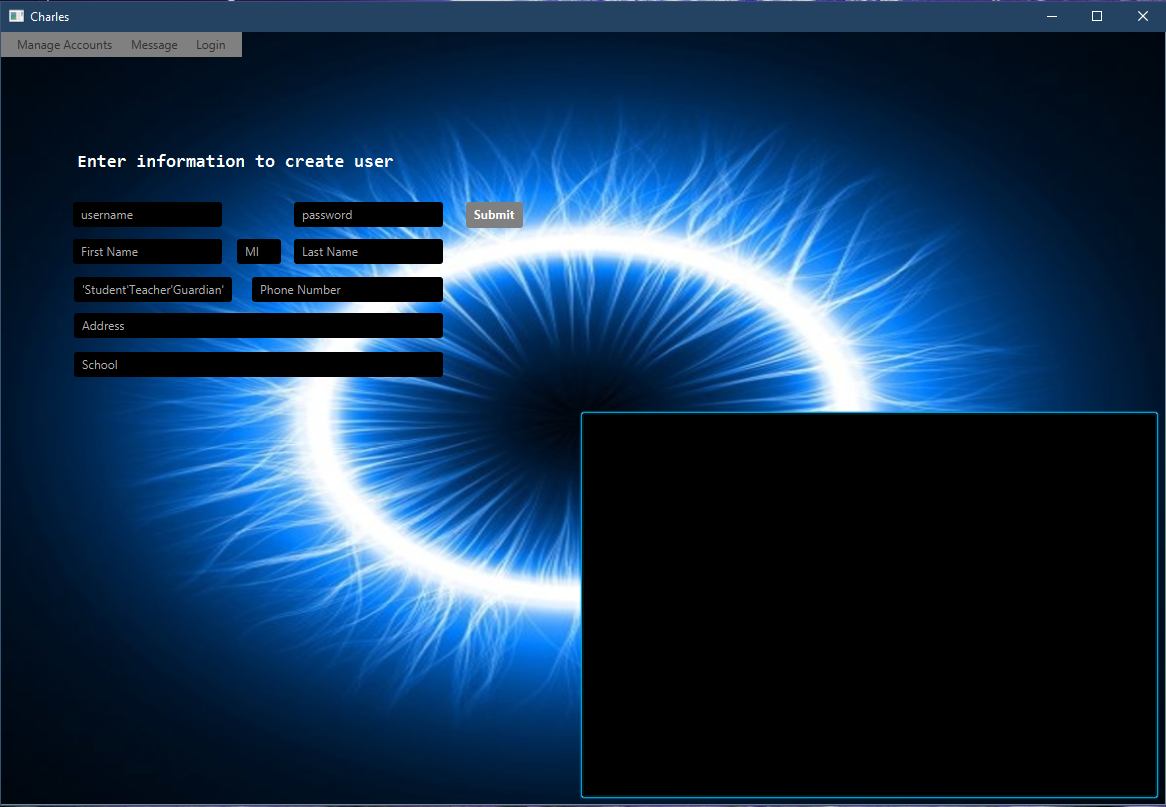 Charles
Manage Accounts Message Login
Enter information to create user
username password Submit
First Name MI Last Name
'Student'Teacher'Guardian' Phone Number
Address
School